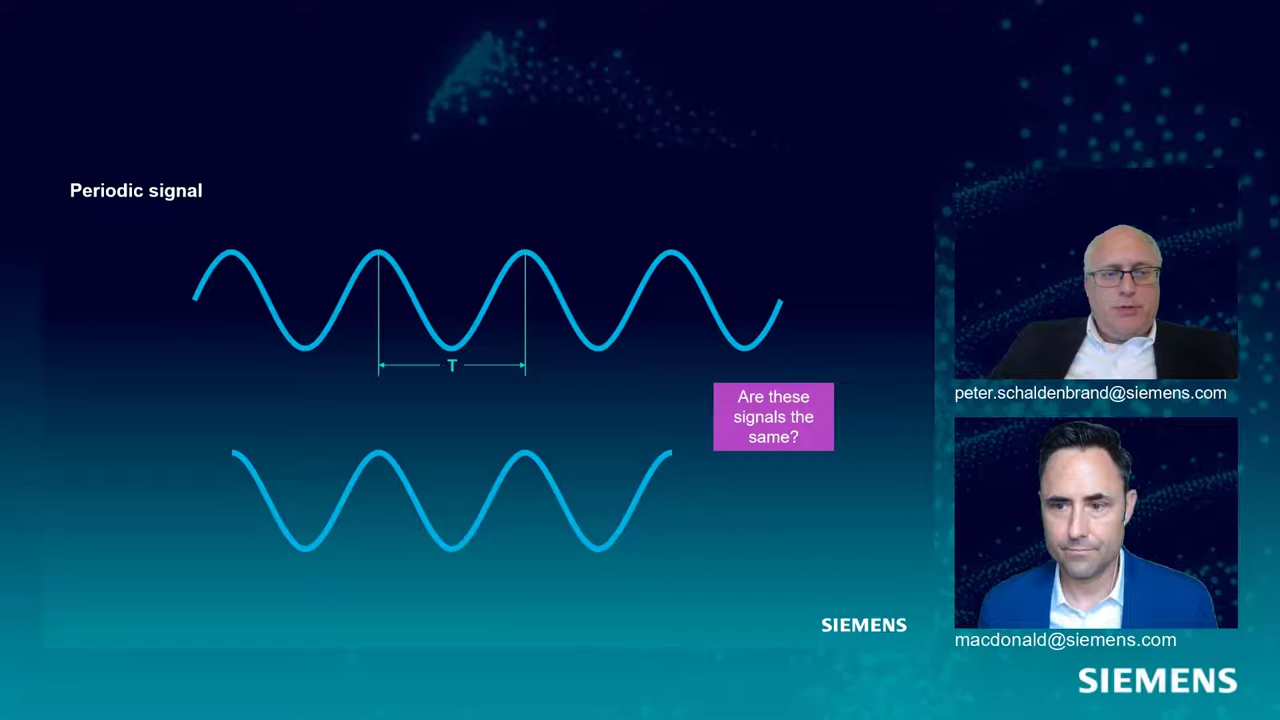 Periodic signal
T
Are these
signals the
same?
SIEMENS
peter.schaldenbrand@siemens.com
macdonald@siemens.com
SIEMENS